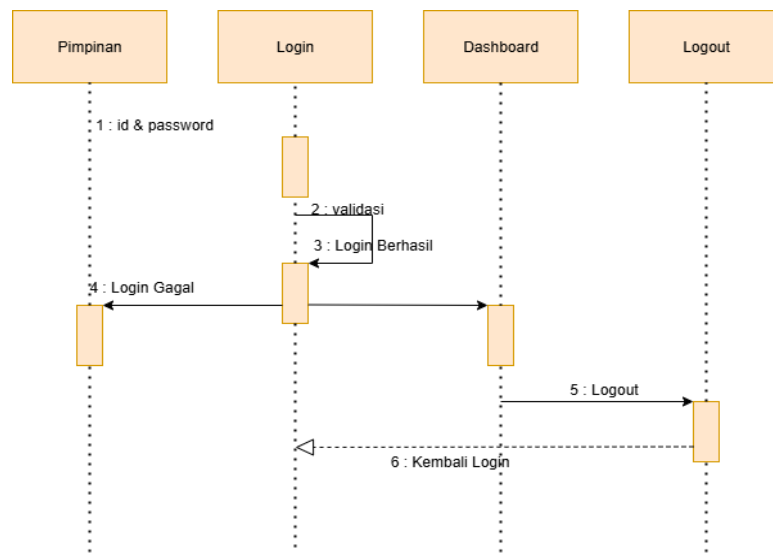 Pimpinan
Login
Dashboard
Logout
1 : id & password
2 : validasi
3 : Login Berhasil
4 : Login Gagal
5 : Logout
6 : Kembali Login